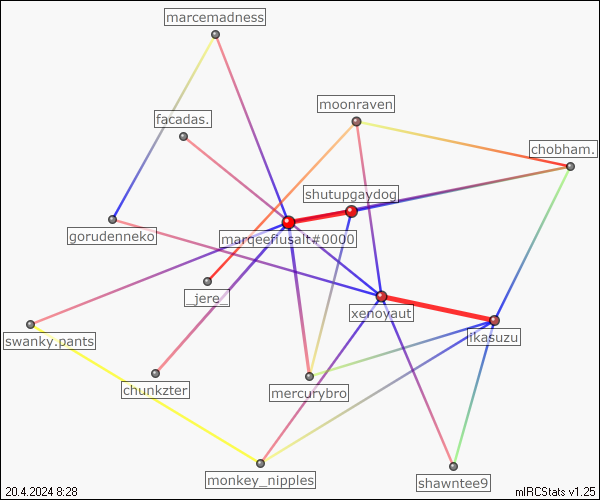 marcemadness
moonraven
facadas.
chobham.
shutupgaydog
gorudenneko
marqeefiusalt#0000
_jere_
xenoyaut
swanky.pants
ikasuzu
chunkzter
mercurybro
monkey_nipples
shawntee9
20.4.2024 8:28
mIRCStats v1.25